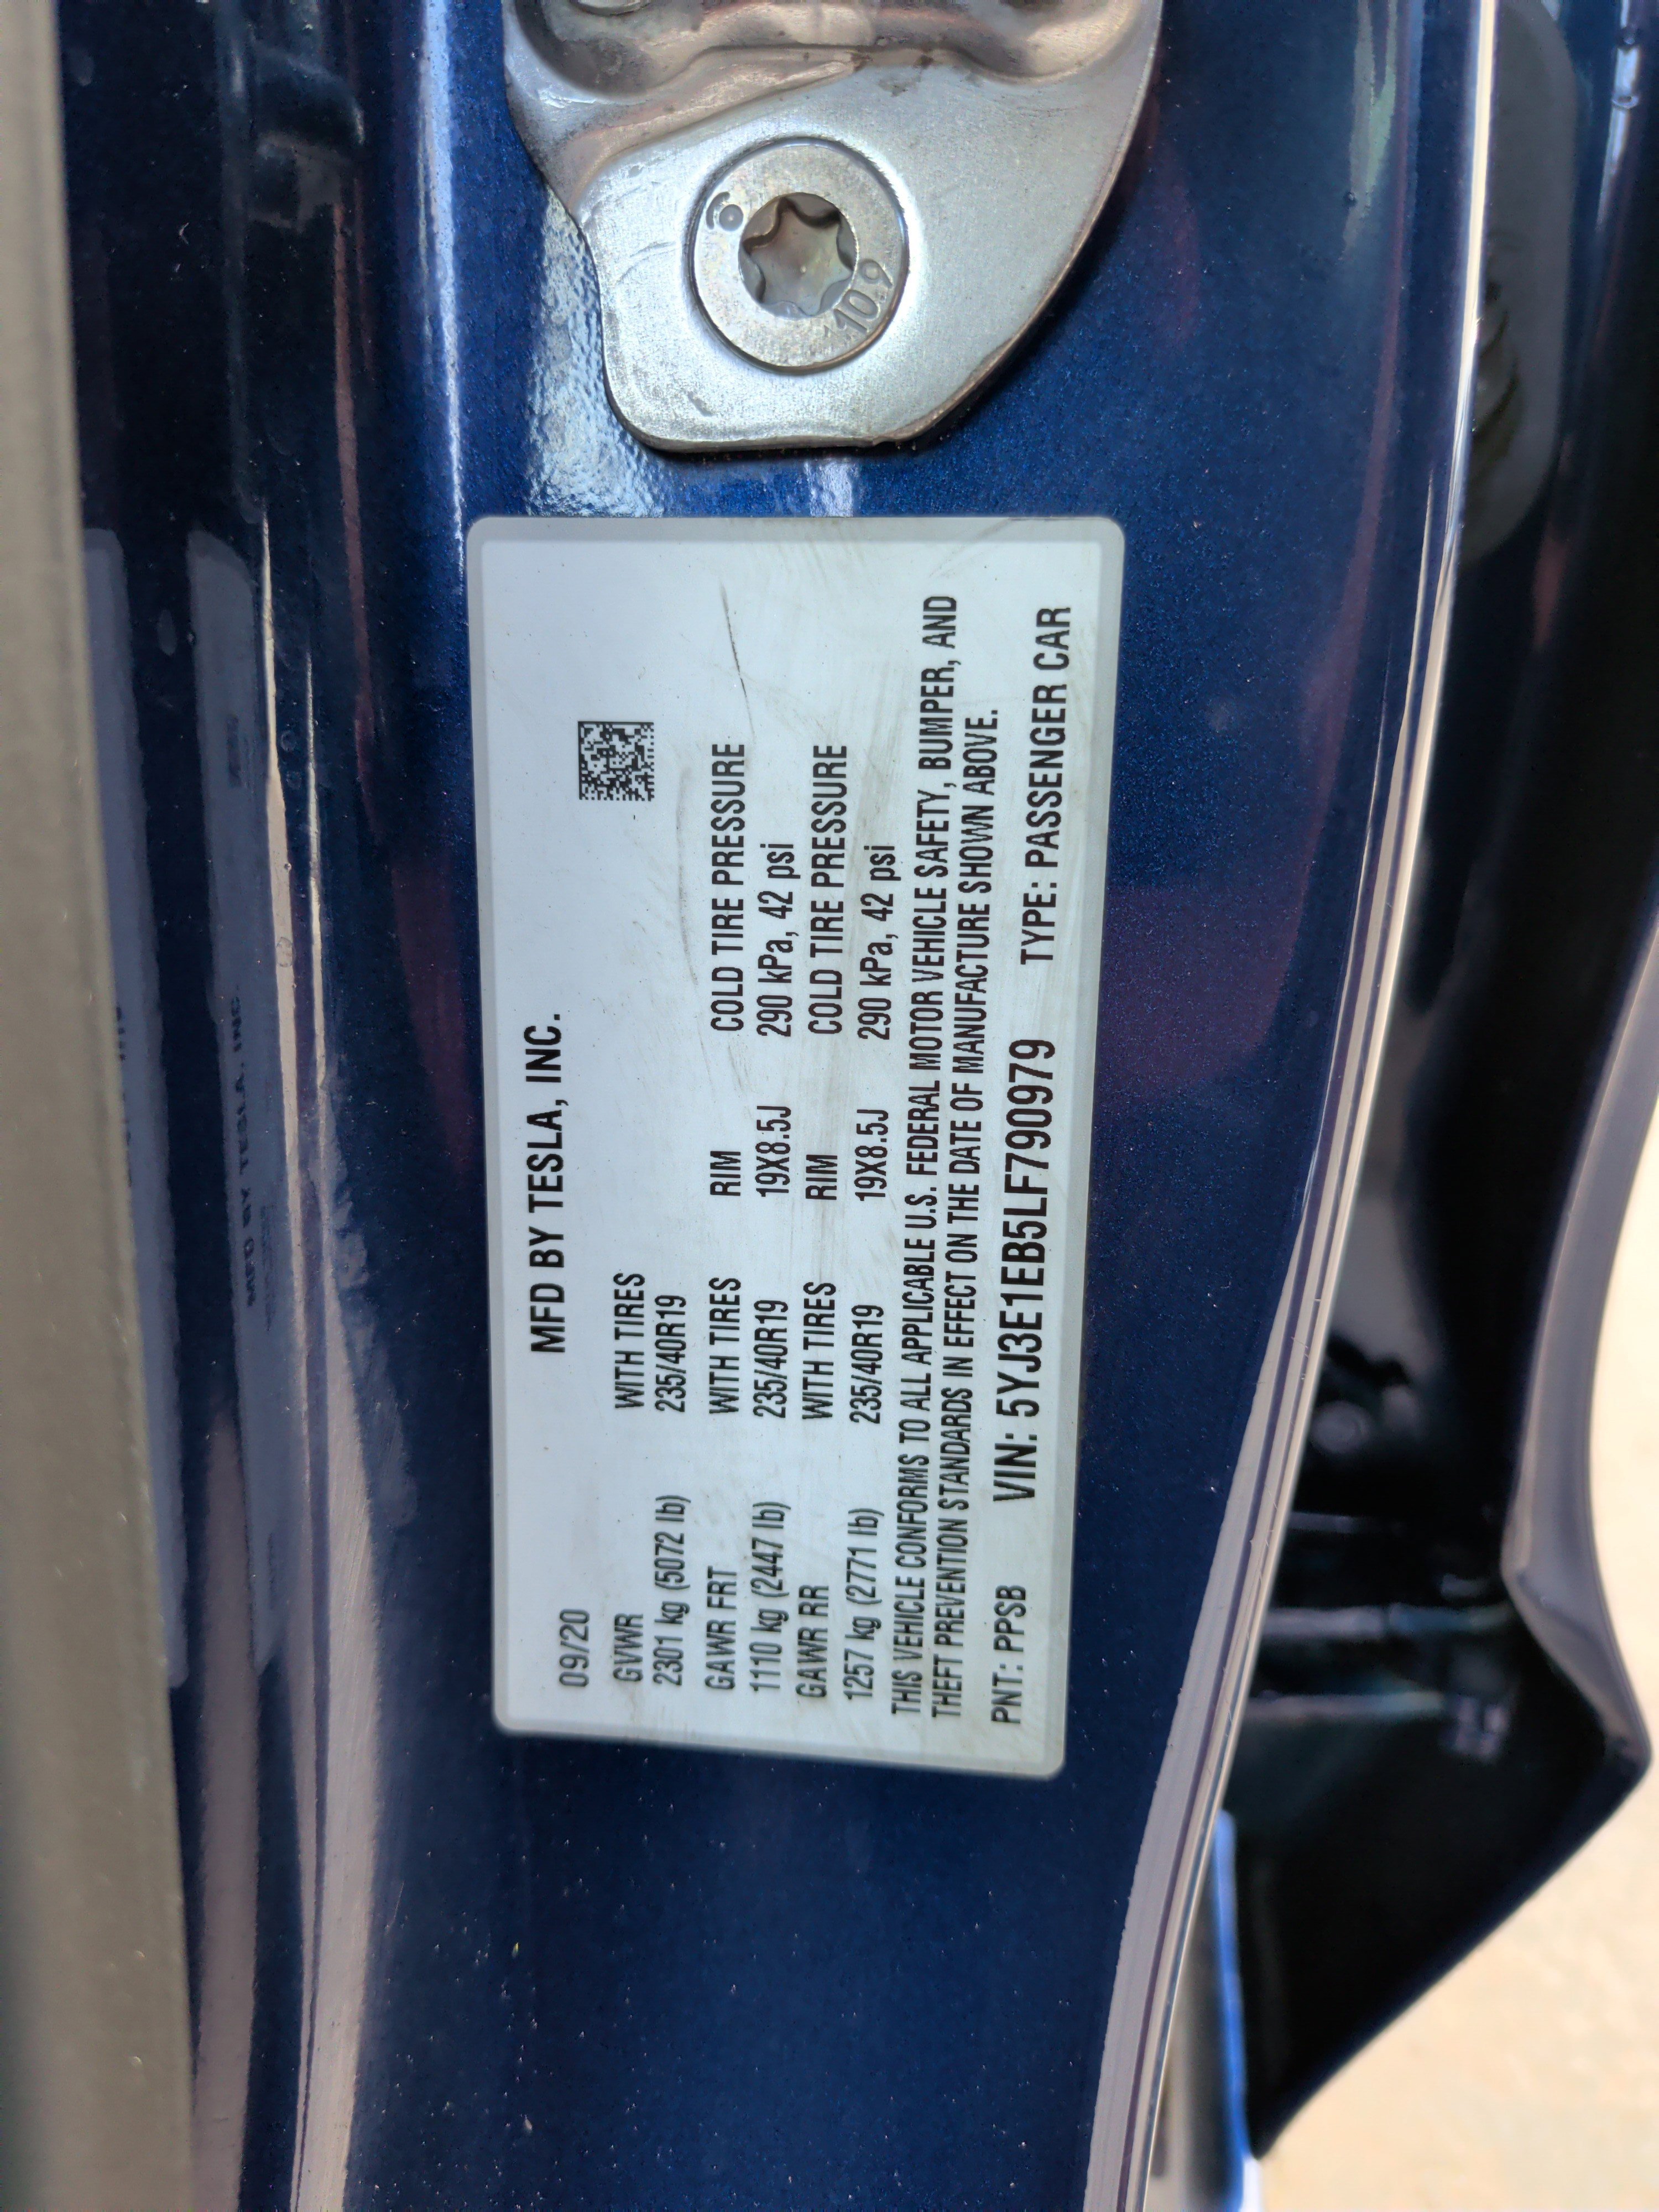 10.9
MFD BY TESLA, INC.
09/20
GVWR WITH TIRES
2301 kg (5072 lb) 235/40R19
GAWR FRT WITH TIRES RIM COLD TIRE PRESSURE
1110 kg (2447 lb) 235/40R19 19X8.5J 290 kPa, 42 psi
GAWR RR WITH TIRES RIM COLD TIRE PRESSURE
1257 kg (2771 lb) 235/40R19 19X8.5J 290 kPa, 42 psi
THIS VEHICLE CONFORMS TO ALL APPLICABLE U.S. FEDERAL MOTOR VEHICLE SAFETY, BUMPER, AND
THEFT PREVENTION STANDARDS IN EFFECT ON THE DATE OF MANUFACTURE SHOWN ABOVE.
PNT: PPSB VIN: 5YJ3E1EB5LF790979 TYPE: PASSENGER CAR
MFD BY TESLA, INC.